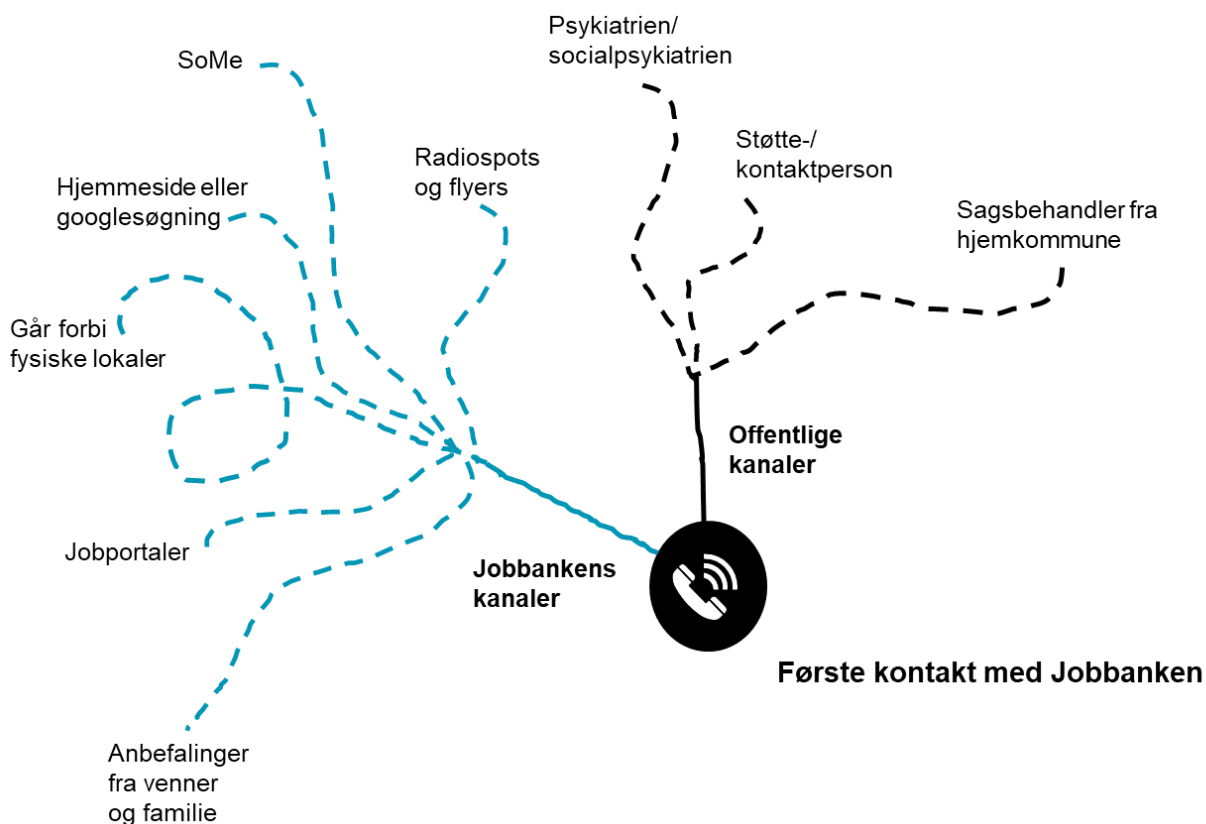 Psykiatrien/
socialpsykiatrien
SoMe
Støtte-/
kontaktperson
Radiospots
og flyers
Hjemmeside eller
googlesøgning
Sagsbehandler fra
hjemkommune
Går forbi
fysiske lokaler
Offentlige
kanaler
Jobportaler
Jobbankens
kanaler
Første kontakt med Jobbanken
Anbefalinger
fra venner
og familie